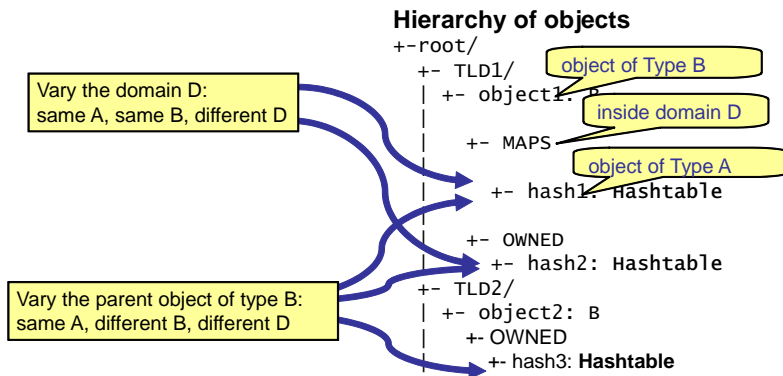 Hierarchy of objects
+-root/
+- TLD1/
object of Type B
| +- object1: B
inside domain D
| +- MAPS
object of Type A
| +- hash1: Hashtable
| +- OWNED
| +- hash2: Hashtable
+- TLD2/
| +- object2: B
| +- OWNED
| +- hash3: Hashtable
Vary the domain D:
same A, same B, different D
Vary the parent object of type B:
same A, different B, different D